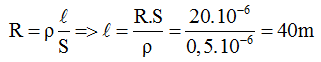 R = ρ ℓ/S => ℓ = R.S/ρ = 20.10⁻⁶/0,5.10⁻⁶ = 40m